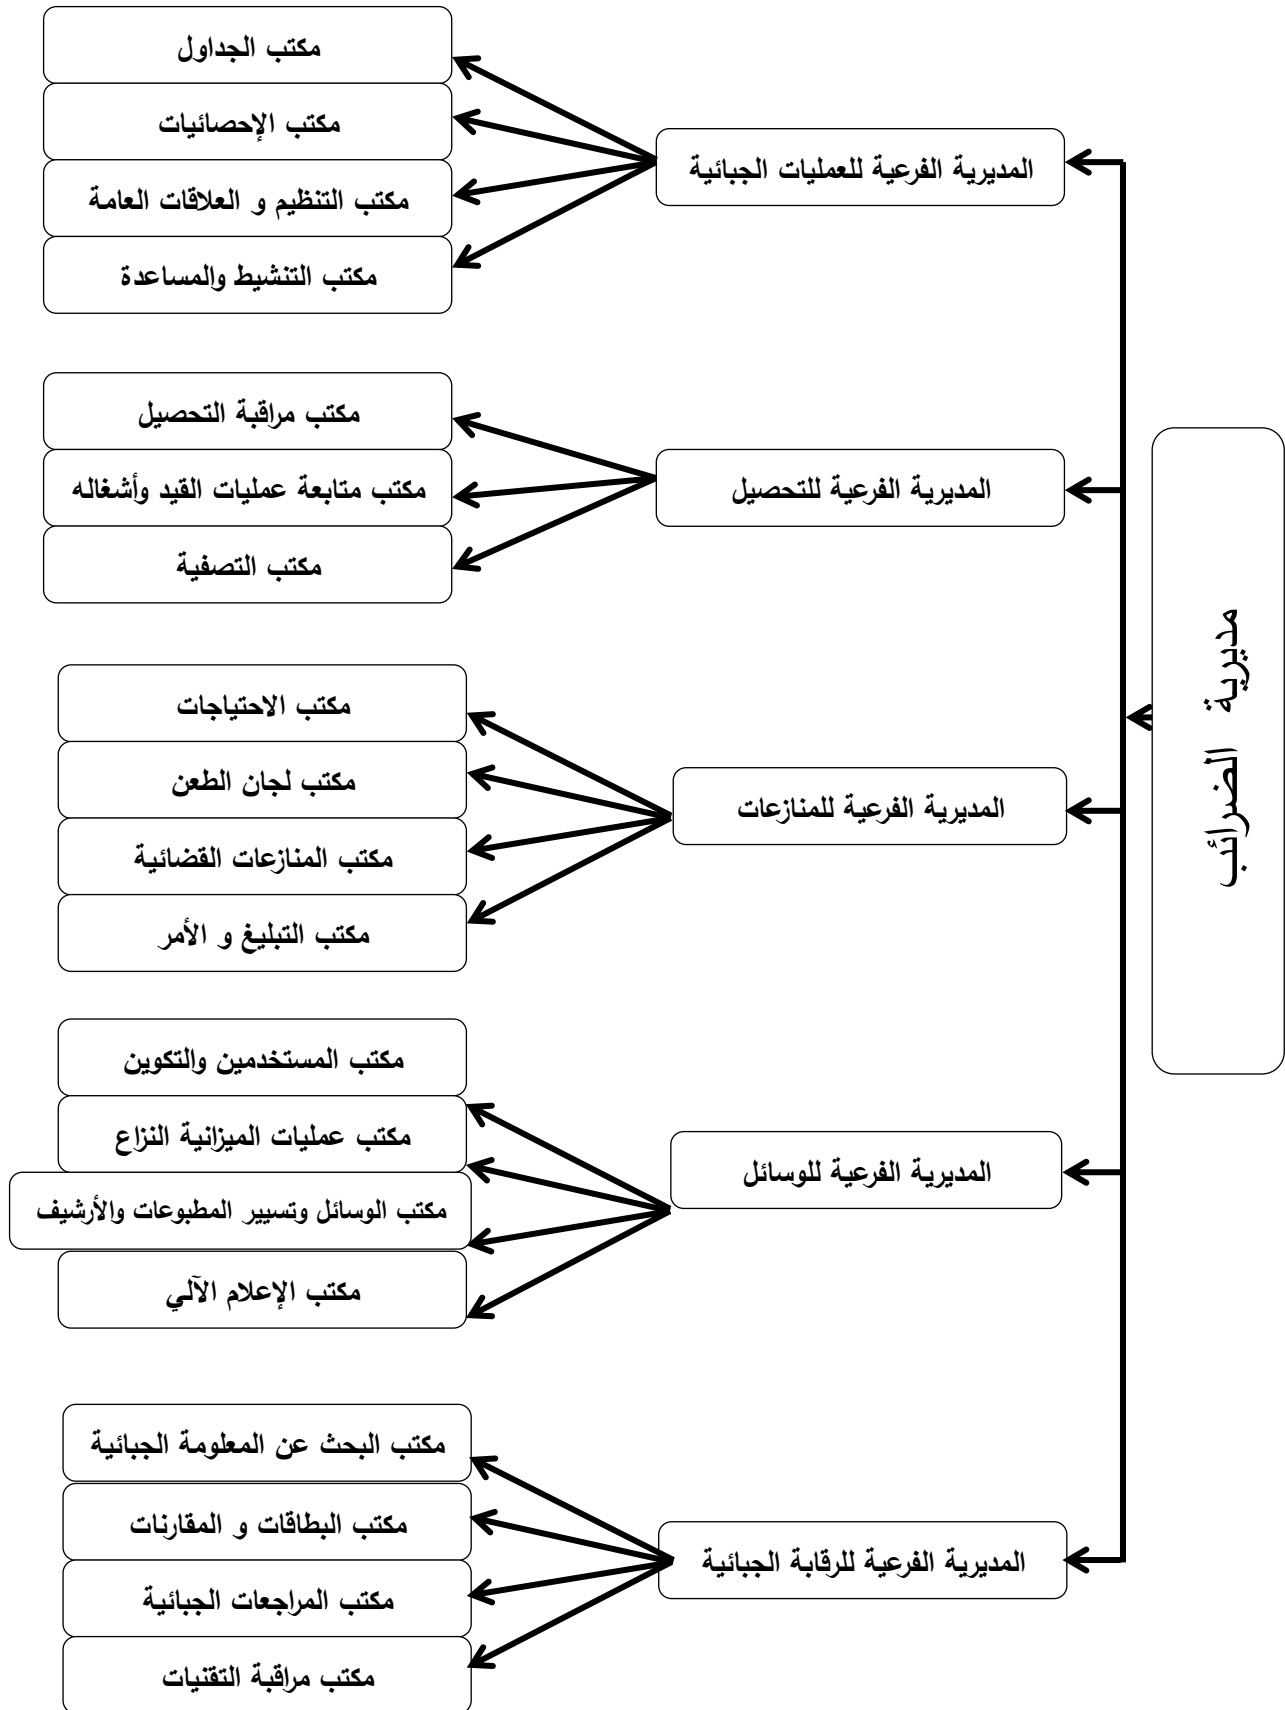 مديرية الضرائب
المديرية الفرعية للعمليات الجبائية
مكتب الجداول
مكتب الإحصائيات
مكتب التنظيم و العلاقات العامة
مكتب التنشيط والمساعدة
المديرية الفرعية للتحصيل
مكتب مراقبة التحصيل
مكتب متابعة عمليات القيد وأشغاله
مكتب التصفية
المديرية الفرعية للمنازعات
مكتب الاحتياجات
مكتب لجان الطعن
مكتب المنازعات القضائية
مكتب التبليغ و الأمر
المديرية الفرعية للوسائل
مكتب المستخدمين والتكوين
مكتب عمليات الميزانية النزاع
مكتب الوسائل وتسيير المطبوعات والأرشيف
مكتب الإعلام الآلي
المديرية الفرعية للرقابة الجبائية
مكتب البحث عن المعلومة الجبائية
مكتب البطاقات و المقارنات
مكتب المراجعات الجبائية
مكتب مراقبة التقنيات